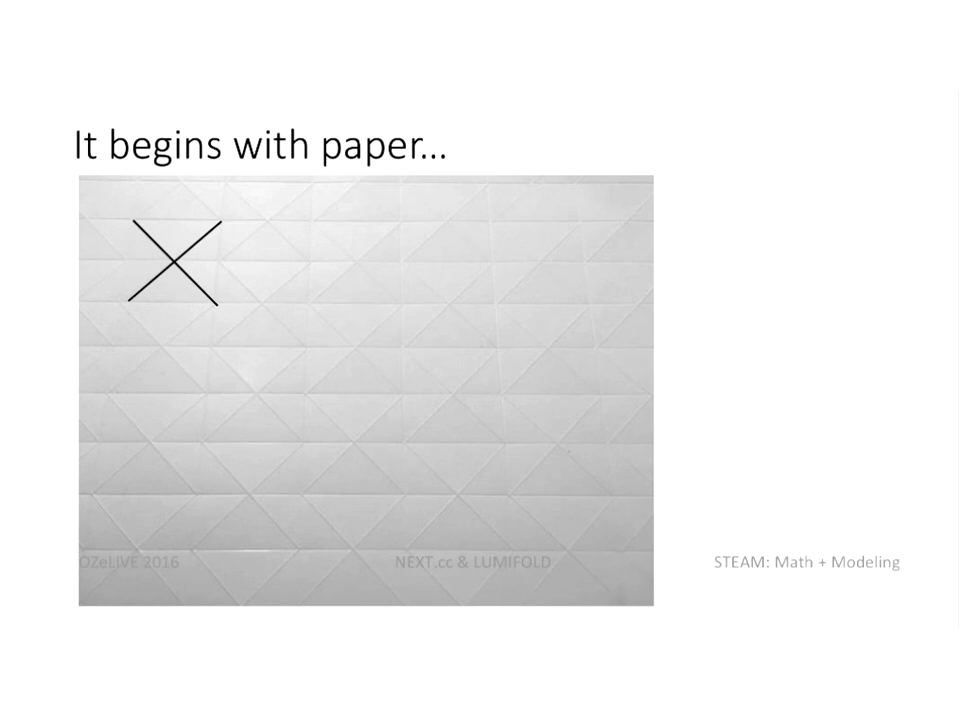 It begins with paper...
OZeLIVE 2016
NEXT.cc & LUMIFOLD
STEAM: Math + Modeling